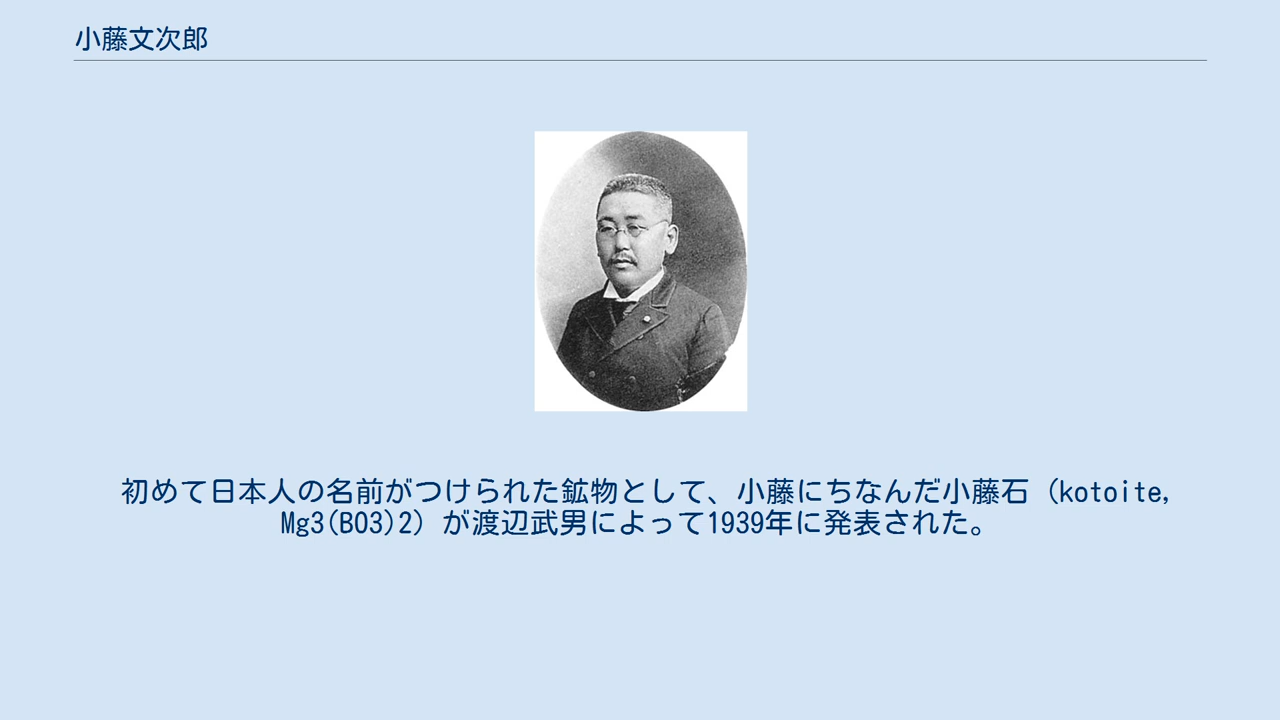 小藤文次郎
初めて日本人の名前がつけられた鉱物として、小藤にちなんだ小藤石 (kotoite,
Mg3(BO3)2) が渡辺武男によって1939年に発表された。